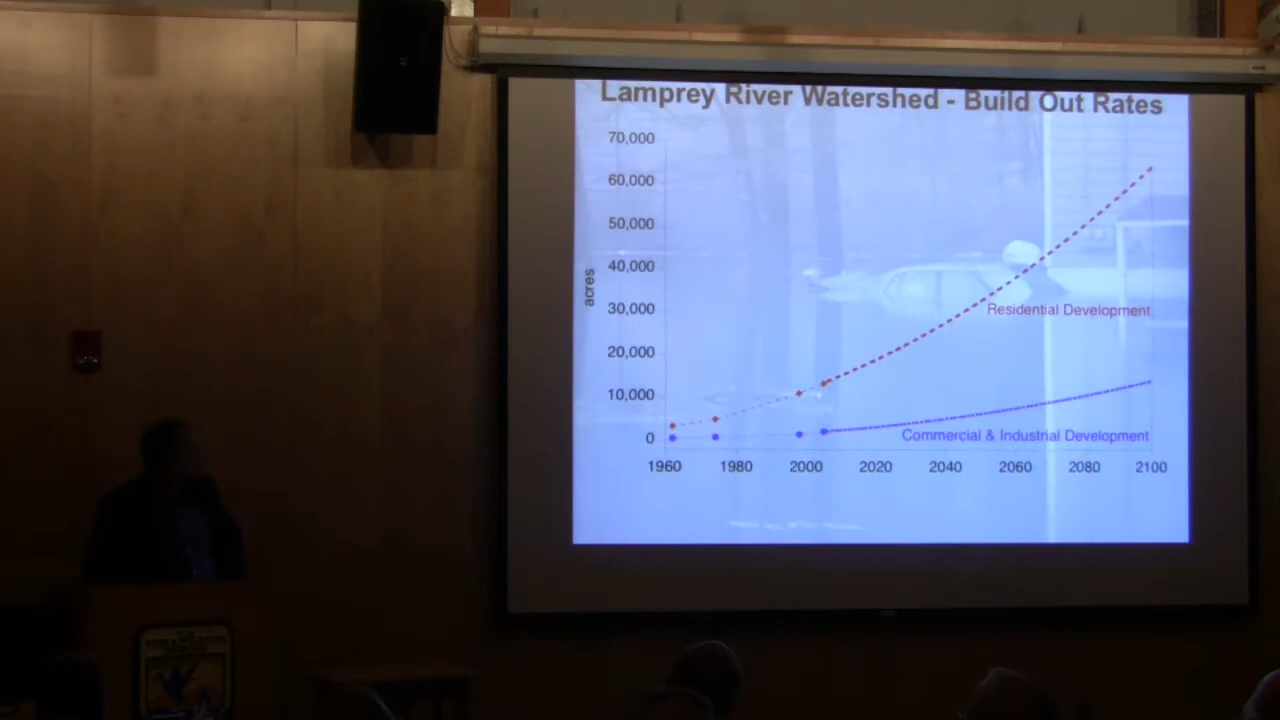 Lamprey River Watershed - Build Out Rates
70,000
60,000
50,000
40,000
30,000
20,000
10,000
0
acres
Residential Development
Commercial & Industrial Development
1960 1980 2000 2020 2040 2060 2080 2100